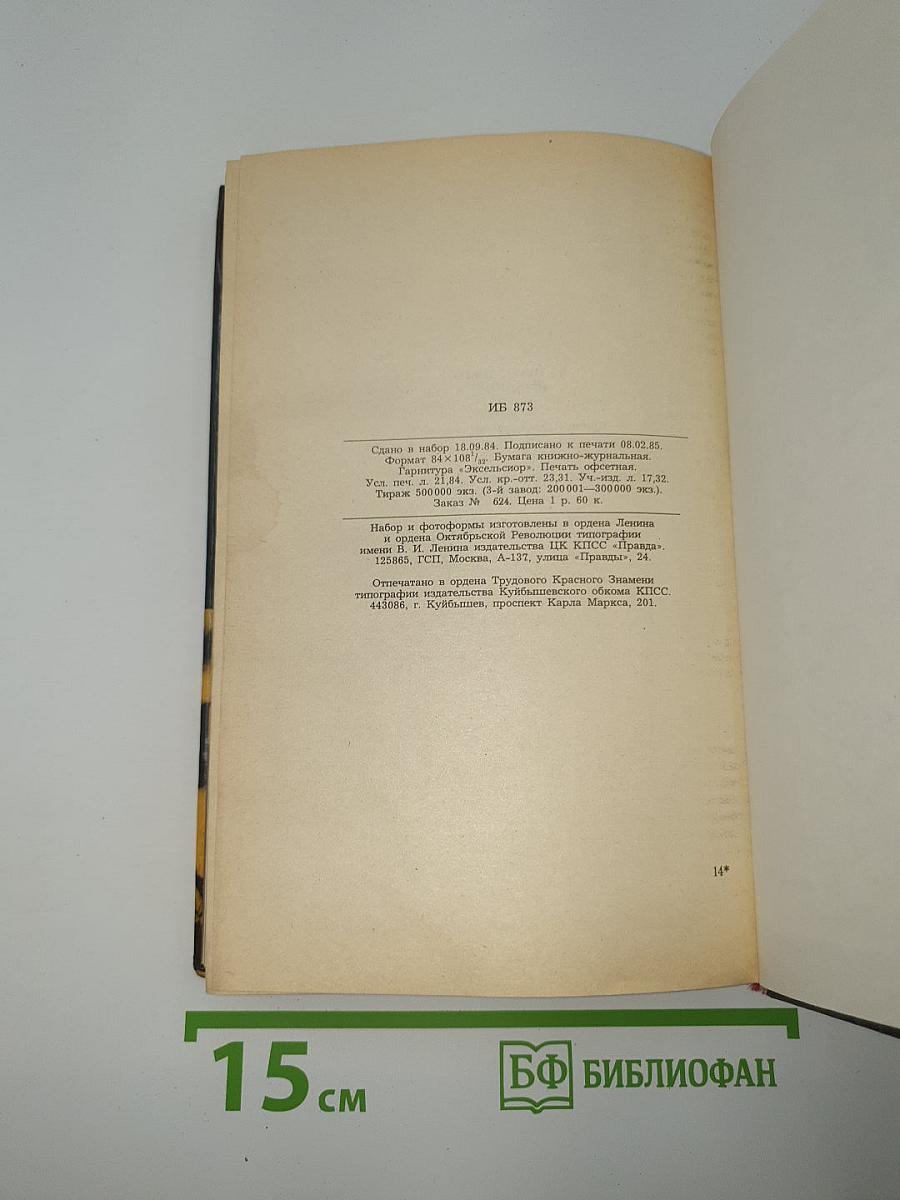 ИБ 873
Сдано в набор 18.09.84. Подписано к печати 08.02.85.
Формат 84×108¹/₃₂. Бумага книжно-журнальная.
Гарнитура «Эксельсиор». Печать офсетная.
Усл. печ. л. 21,84. Усл. кр.-отт. 23,31. Уч.-изд. л. 17,32.
Тираж 500000 экз. (3-й завод: 200001—300000 экз.).
Заказ № 624. Цена 1 р. 60 к.
Набор и фотоформы изготовлены в ордена Ленина
и ордена Октябрьской Революции типографии
имени В. И. Ленина издательства ЦК КПСС «Правда».
125865, ГСП, Москва, А-137, улица «Правды», 24.
Отпечатано в ордена Трудового Красного Знамени
типографии издательства Куйбышевского обкома КПСС.
443086, г. Куйбышев, проспект Карла Маркса, 201.
14*
15 см
БФ БИБЛИОФАН